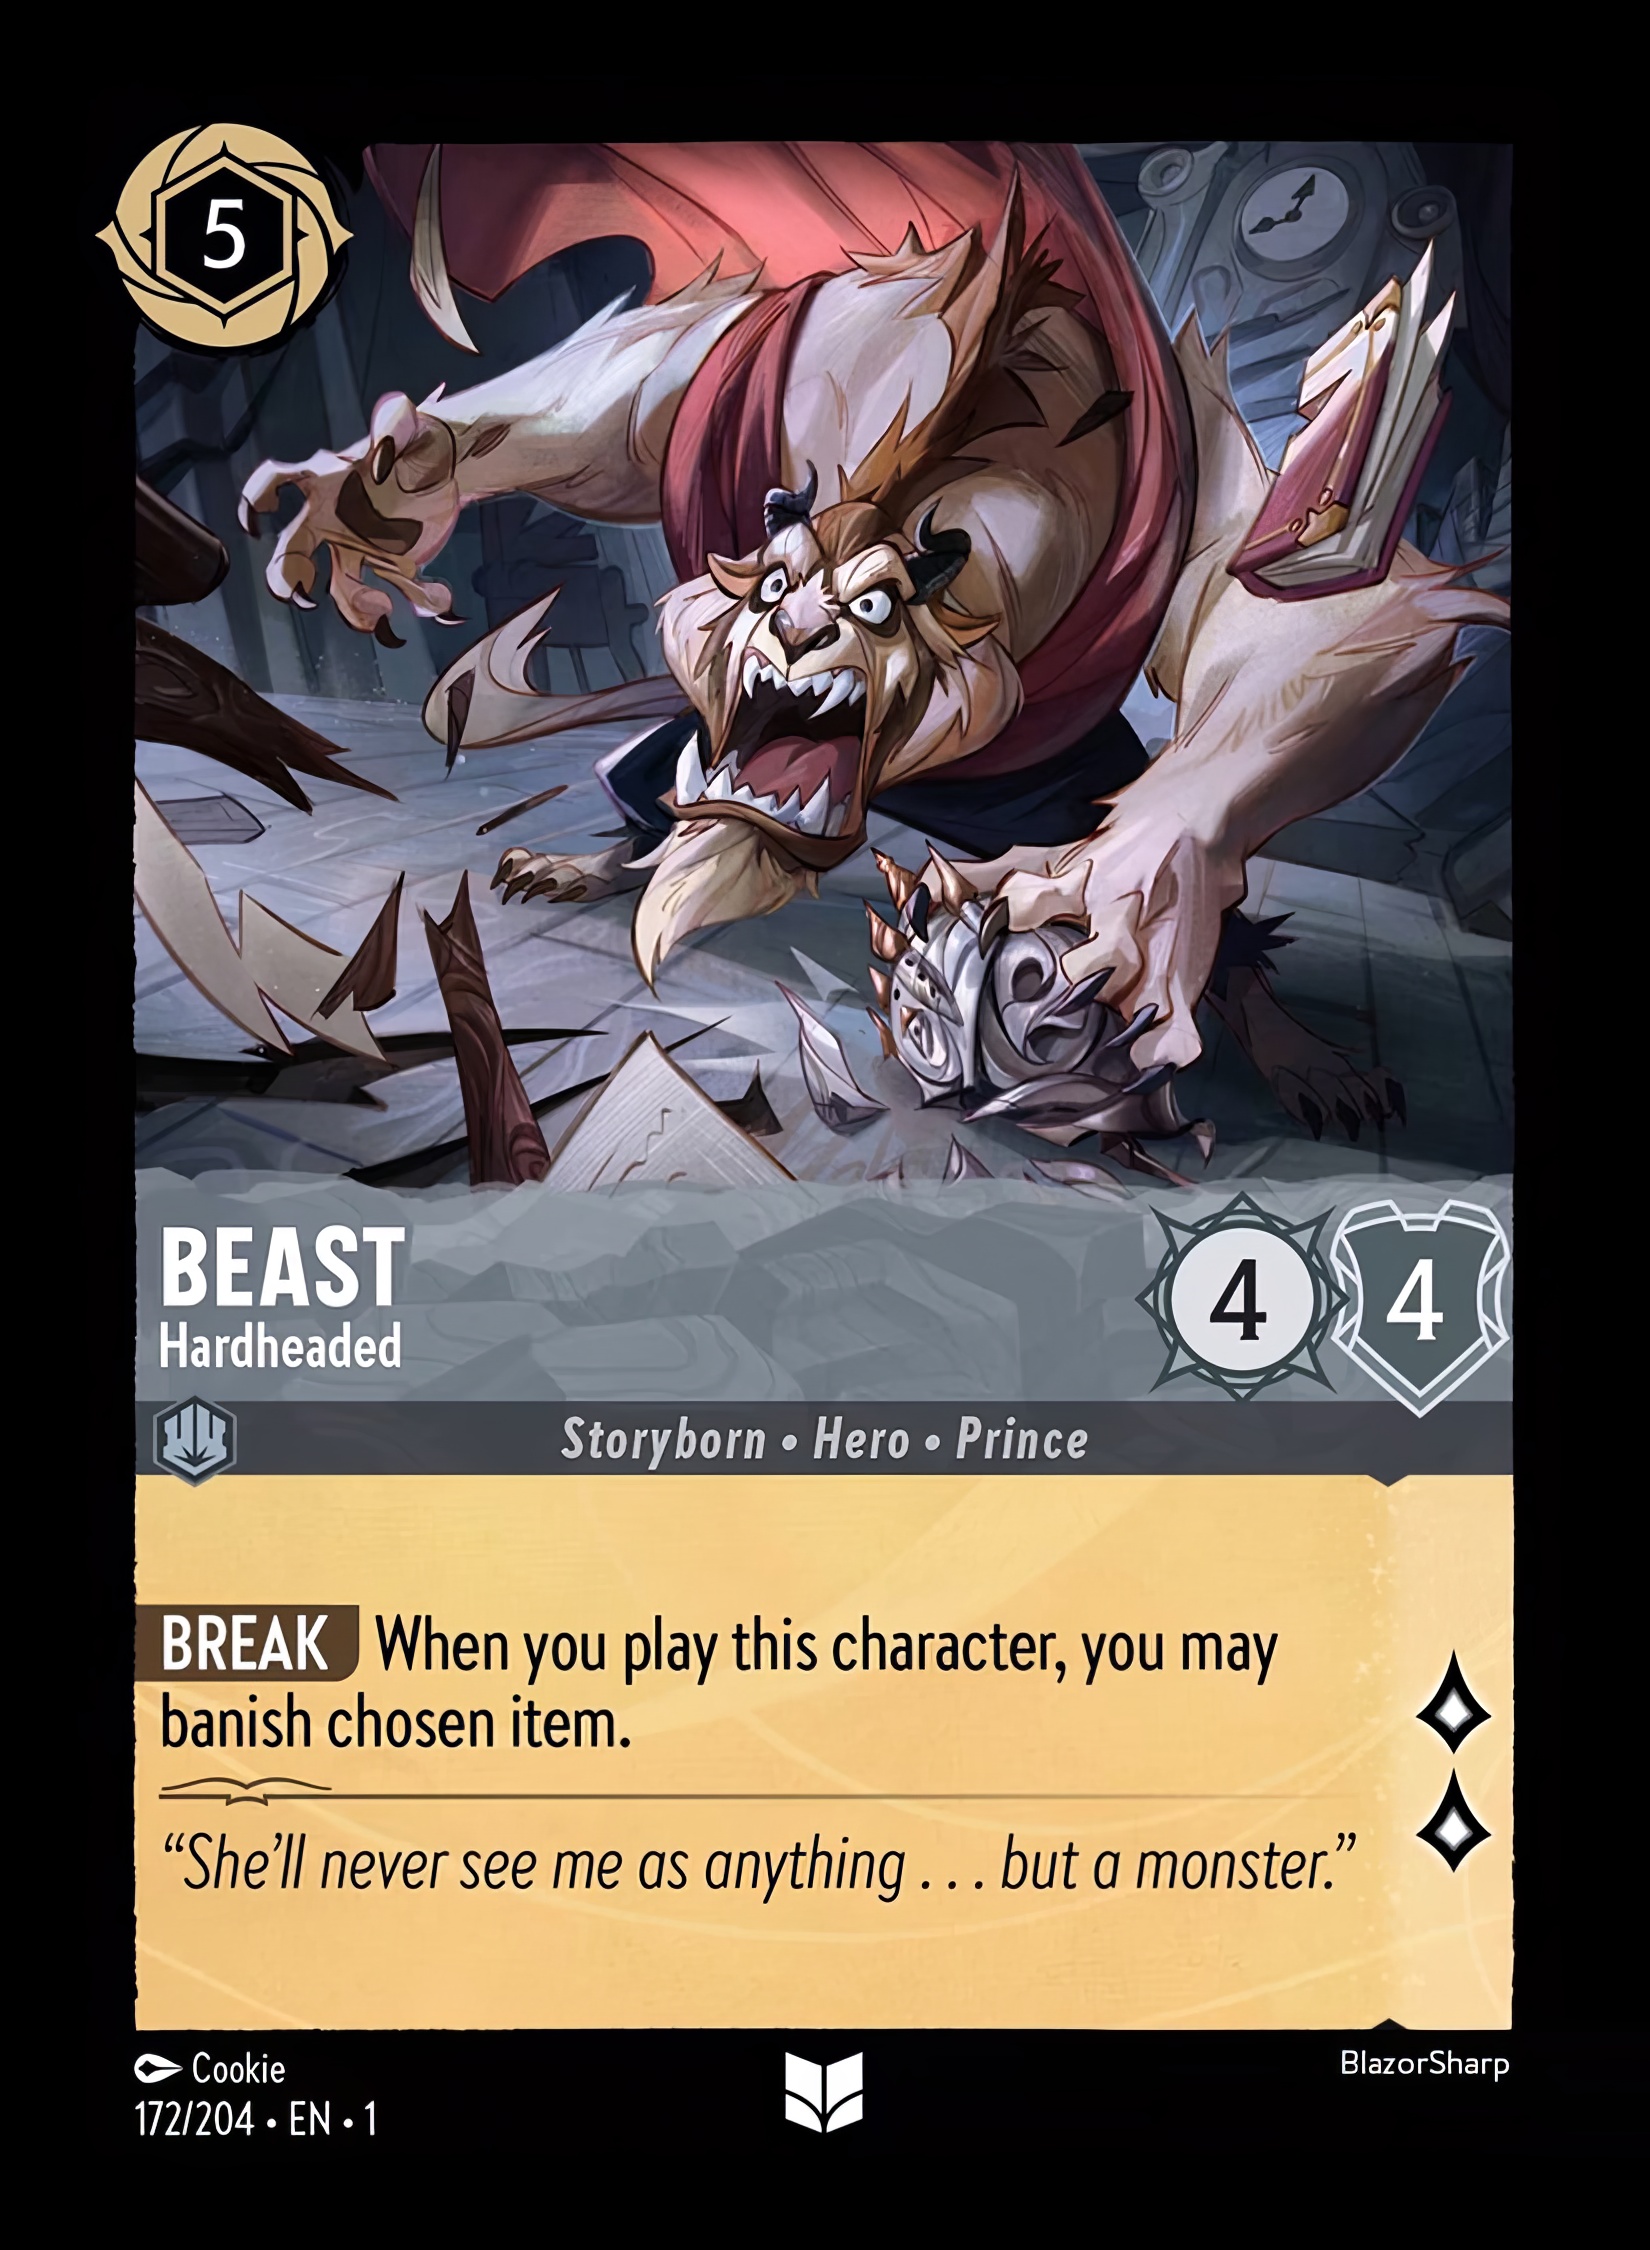 5
BEAST
Hardheaded
4 4
Storyborn • Hero • Prince
BREAK When you play this character, you may
banish chosen item.
“She’ll never see me as anything . . . but a monster.”
Cookie
BlazorSharp
172/204 • EN • 1